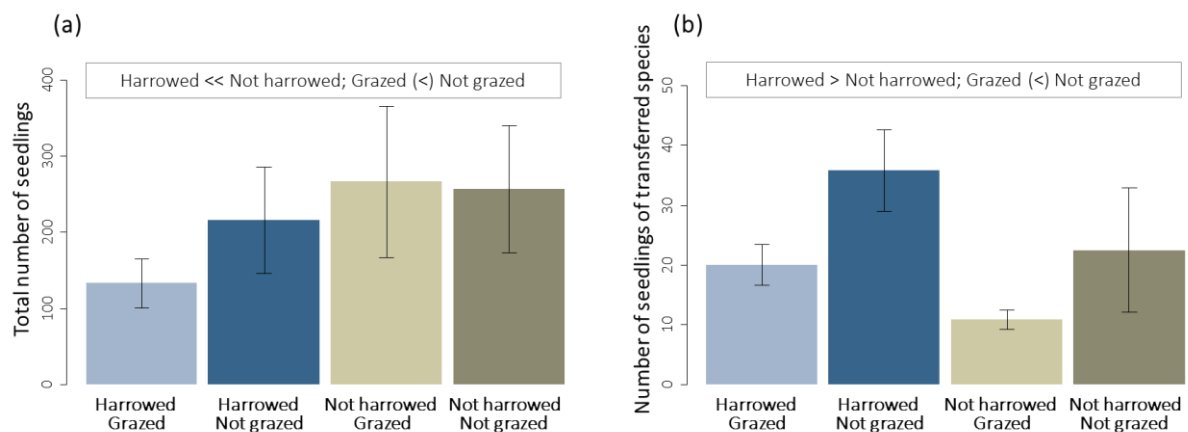 (a)
Harrowed << Not harrowed; Grazed (<) Not grazed
Total number of seedlings
400
300
200
100
0
Harrowed
Grazed
Harrowed
Not grazed
Not harrowed
Grazed
Not harrowed
Not grazed
(b)
Harrowed > Not harrowed; Grazed (<) Not grazed
Number of seedlings of transferred species
50
40
30
20
10
0
Harrowed
Grazed
Harrowed
Not grazed
Not harrowed
Grazed
Not harrowed
Not grazed